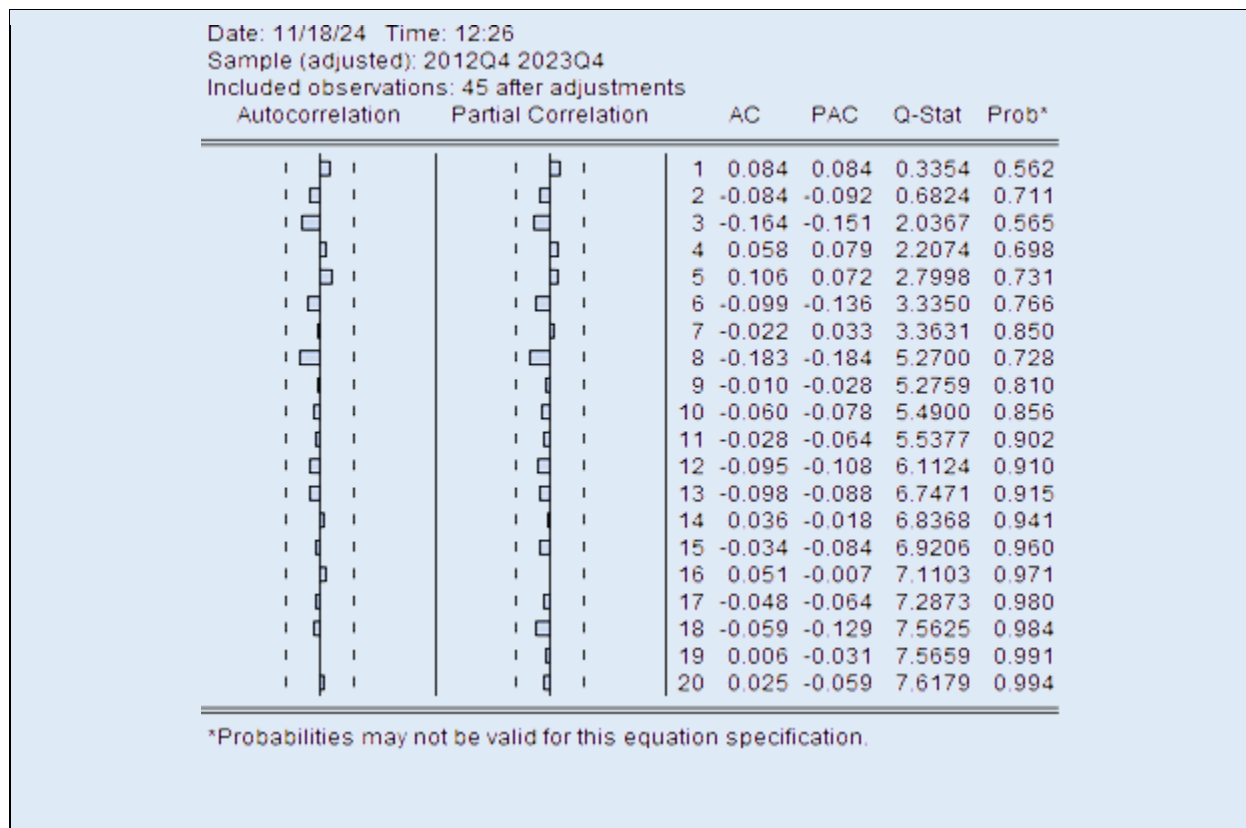 Date: 11/18/24 Time: 12:26
Sample (adjusted): 2012Q4 2023Q4
Included observations: 45 after adjustments
Autocorrelation Partial Correlation AC PAC Q-Stat Prob*
1 0.084 0.084 0.3354 0.562
2 -0.084 -0.092 0.6824 0.711
3 -0.164 -0.151 2.0367 0.565
4 0.058 0.079 2.2074 0.698
5 0.106 0.072 2.7998 0.731
6 -0.099 -0.136 3.3350 0.766
7 -0.022 0.033 3.3631 0.850
8 -0.183 -0.184 5.2700 0.728
9 -0.010 -0.028 5.2759 0.810
10 -0.060 -0.078 5.4900 0.856
11 -0.028 -0.064 5.5377 0.902
12 -0.095 -0.108 6.1124 0.910
13 -0.098 -0.088 6.7471 0.915
14 0.036 -0.018 6.8368 0.941
15 -0.034 -0.084 6.9206 0.960
16 0.051 -0.007 7.1103 0.971
17 -0.048 -0.064 7.2873 0.980
18 -0.059 -0.129 7.5625 0.984
19 0.006 -0.031 7.5659 0.991
20 0.025 -0.059 7.6179 0.994
*Probabilities may not be valid for this equation specification.